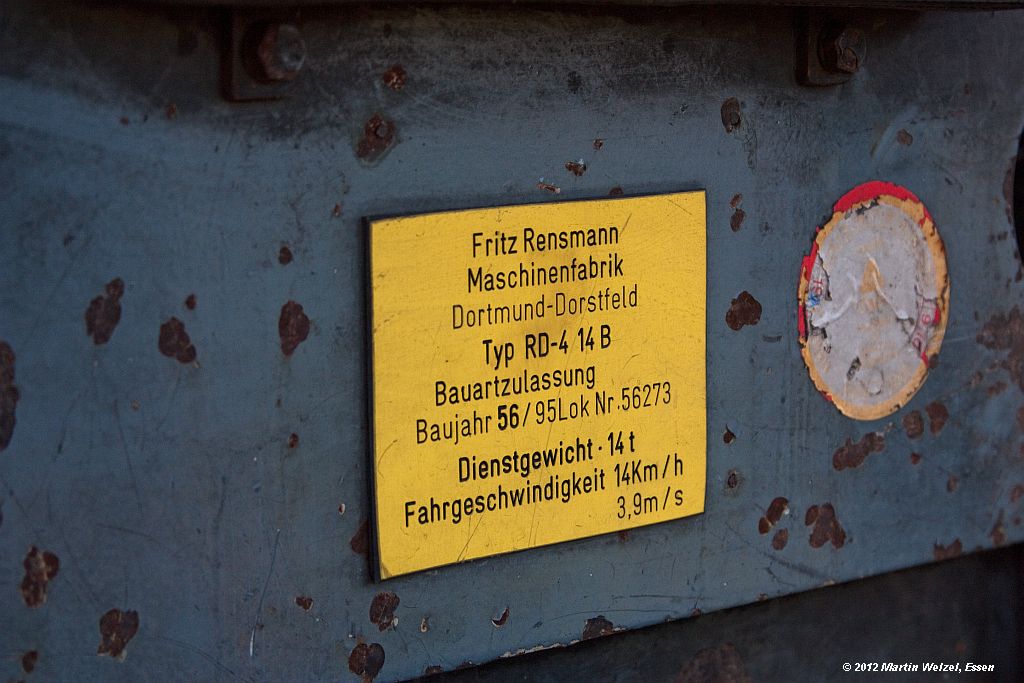 Fritz Rensmann
Maschinenfabrik
Dortmund-Dorstfeld
Typ RD-4 14 B
Bauartzulassung
Baujahr 56/95Lok Nr.56273
Dienstgewicht · 14 t
Fahrgeschwindigkeit 14Km/h
3,9m/s
© 2012 Martin Welzel, Essen